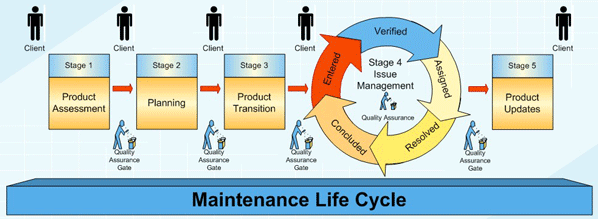 Client
Client
Client
Client
Client
Stage 1
Product
Assessment
Stage 2
Planning
Stage 3
Product
Transition
Stage 4
Issue
Management
Quality Assurance
Entered
Verified
Assigned
Resolved
Concluded
Stage 5
Product
Updates
Quality
Assurance
Gate
Quality
Assurance
Gate
Quality
Assurance
Gate
Quality
Assurance
Gate
Maintenance Life Cycle